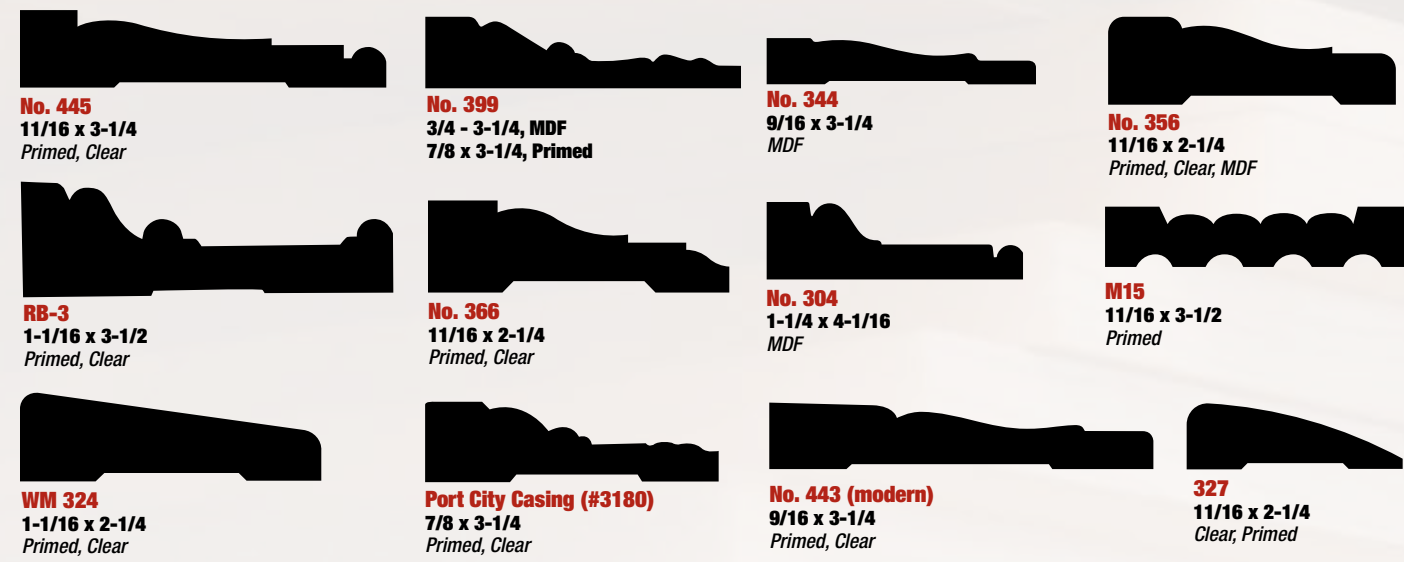 No. 445
11/16 x 3-1/4
Primed, Clear
No. 399
3/4 - 3-1/4, MDF
7/8 x 3-1/4, Primed
No. 344
9/16 x 3-1/4
MDF
No. 356
11/16 x 2-1/4
Primed, Clear, MDF
RB-3
1-1/16 x 3-1/2
Primed, Clear
No. 366
11/16 x 2-1/4
Primed, Clear
No. 304
1-1/4 x 4-1/16
MDF
M15
11/16 x 3-1/2
Primed
WM 324
1-1/16 x 2-1/4
Primed, Clear
Port City Casing (#3180)
7/8 x 3-1/4
Primed, Clear
No. 443 (modern)
9/16 x 3-1/4
Primed, Clear
327
11/16 x 2-1/4
Clear, Primed